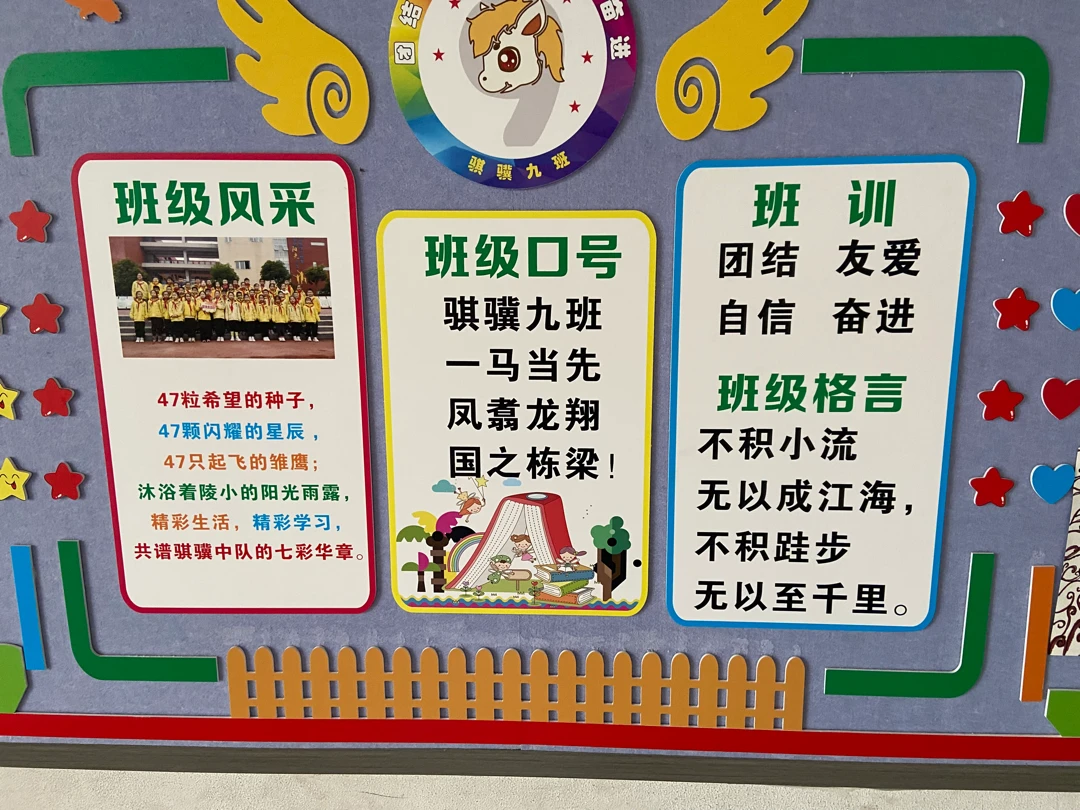 团结
奋进
9
骐骥九班
班级风采
47粒希望的种子，
47颗闪耀的星辰，
47只起飞的雏鹰；
沐浴着陵小的阳光雨露，
精彩生活，精彩学习，
共谱骐骥中队的七彩华章。
班级口号
骐骥九班
一马当先
凤翥龙翔
国之栋梁！
班 训
团结 友爱
自信 奋进
班级格言
不积小流
无以成江海，
不积跬步
无以至千里。